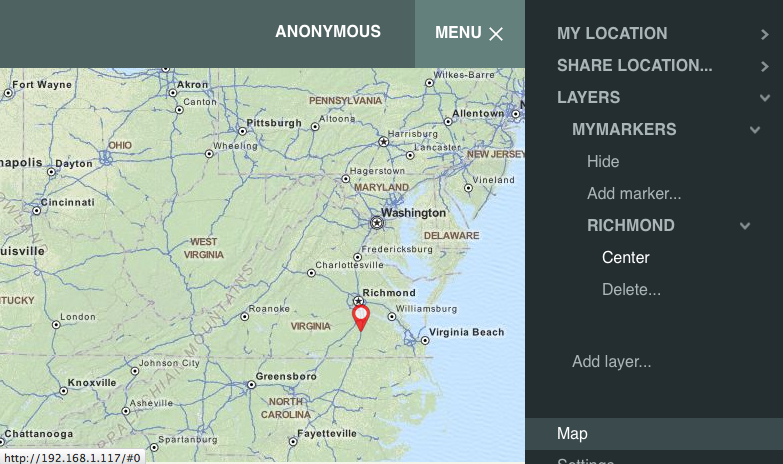 ANONYMOUS
MENU
MY LOCATION
SHARE LOCATION...
LAYERS
MYMARKERS
Hide
Add marker...
RICHMOND
Center
Delete...
Add layer...
Map
Settings
Fort Wayne
Akron
Wilkes-Barre
Canton
PENNSYLVANIA
Allentown
N
Pittsburgh
Altoona
Harrisburg
OHIO
Wheeling
Lancaster
NEW JERSEY
napolis
Dayton
Hagerstown
Vineland
MARYLAND
Cincinnati
Washington
DELAWARE
WEST
VIRGINIA
uisville
Fredericksburg
Charlottesville
Richmond
TUCKY
London
Roanoke
Williamsburg
VIRGINIA
Virginia Beach
Johnson City
Knoxville
Greensboro
Asheville
NORTH
CAROLINA
Chattanooga
Spartanburg
Fayetteville
http://192.168.1.117/#0